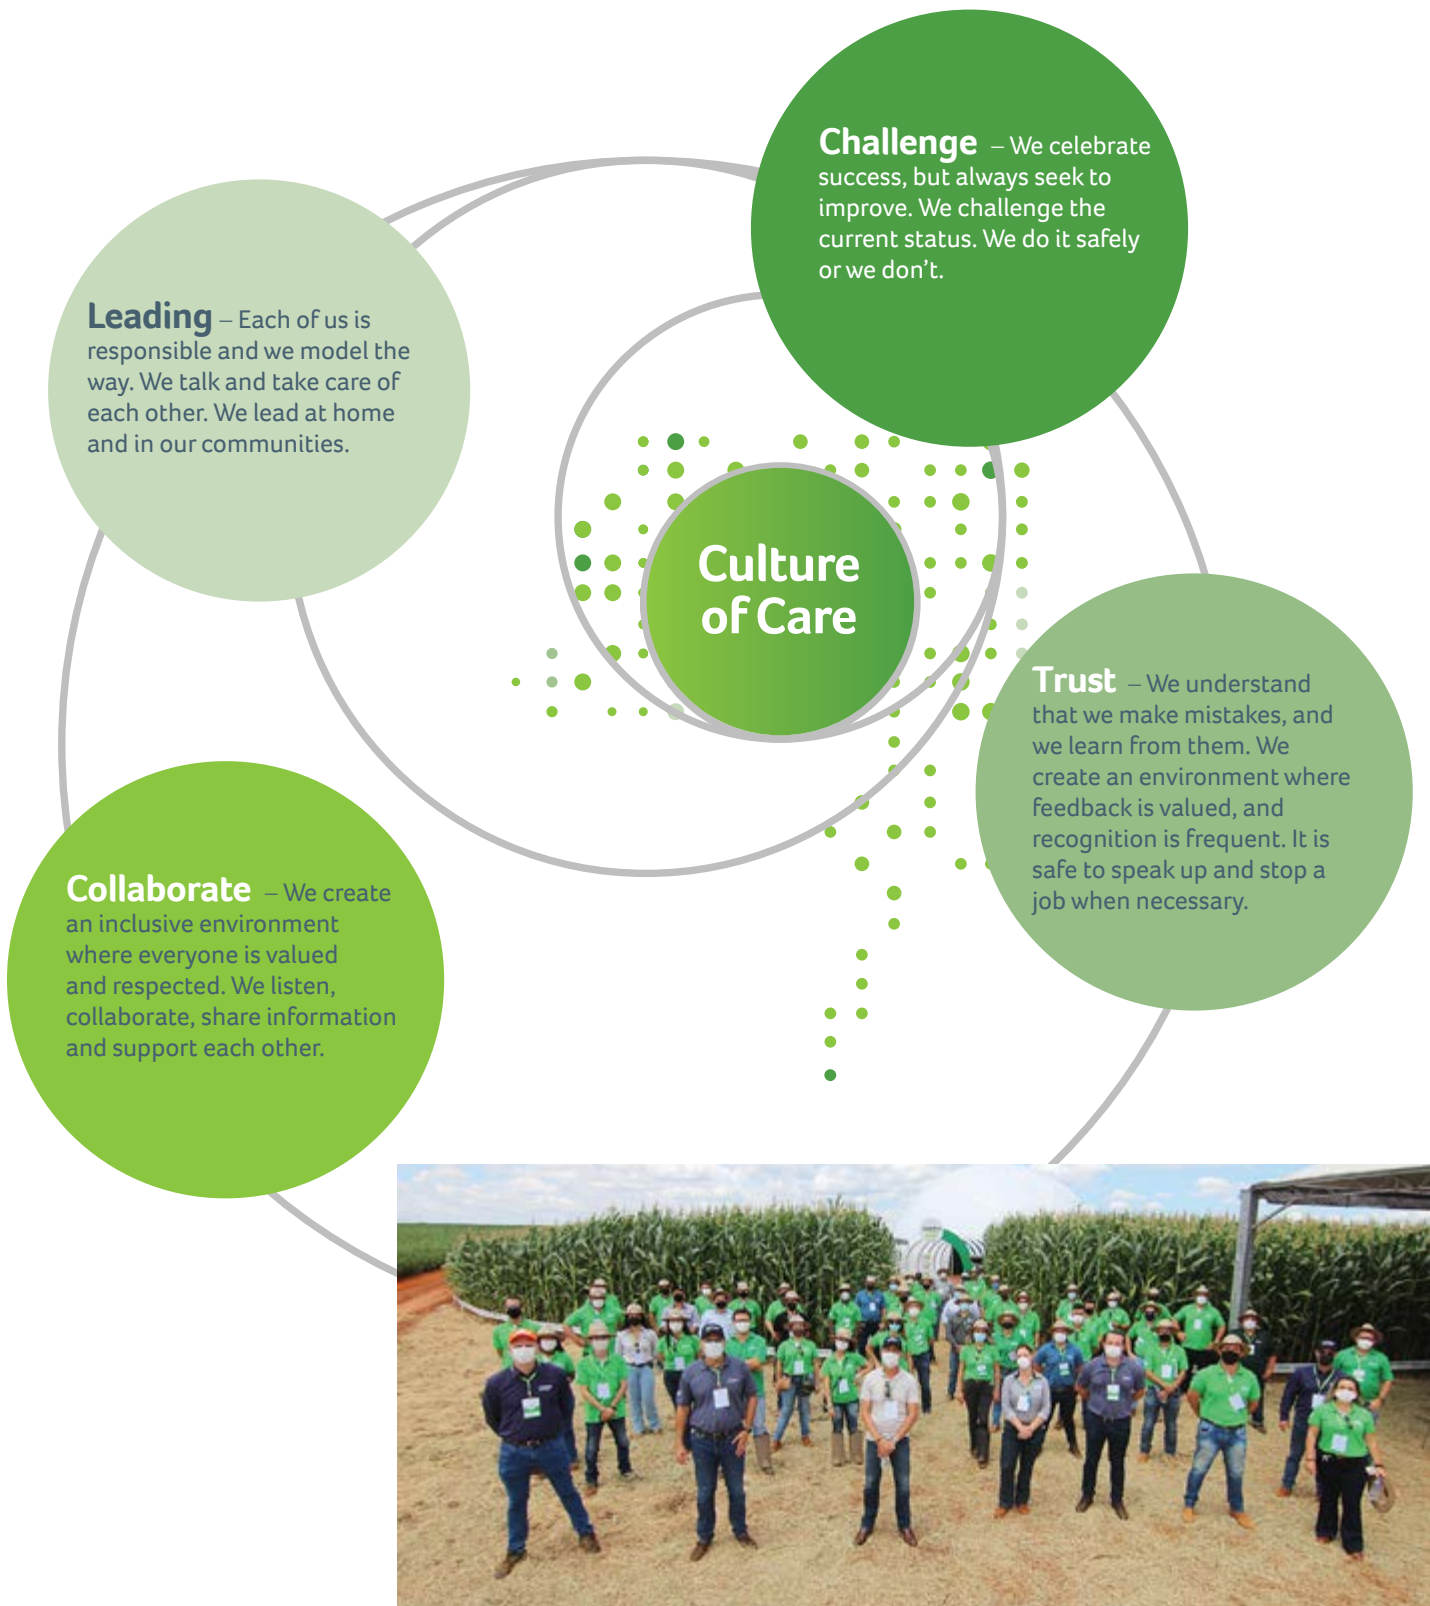 Challenge – We celebrate
success, but always seek to
improve. We challenge the
current status. We do it safely
or we don't.
Leading – Each of us is
responsible and we model the
way. We talk and take care of
each other. We lead at home
and in our communities.
Culture
of Care
Trust – We understand
that we make mistakes, and
we learn from them. We
create an environment where
feedback is valued, and
recognition is frequent. It is
safe to speak up and stop a
job when necessary.
Collaborate – We create
an inclusive environment
where everyone is valued
and respected. We listen,
collaborate, share information
and support each other.